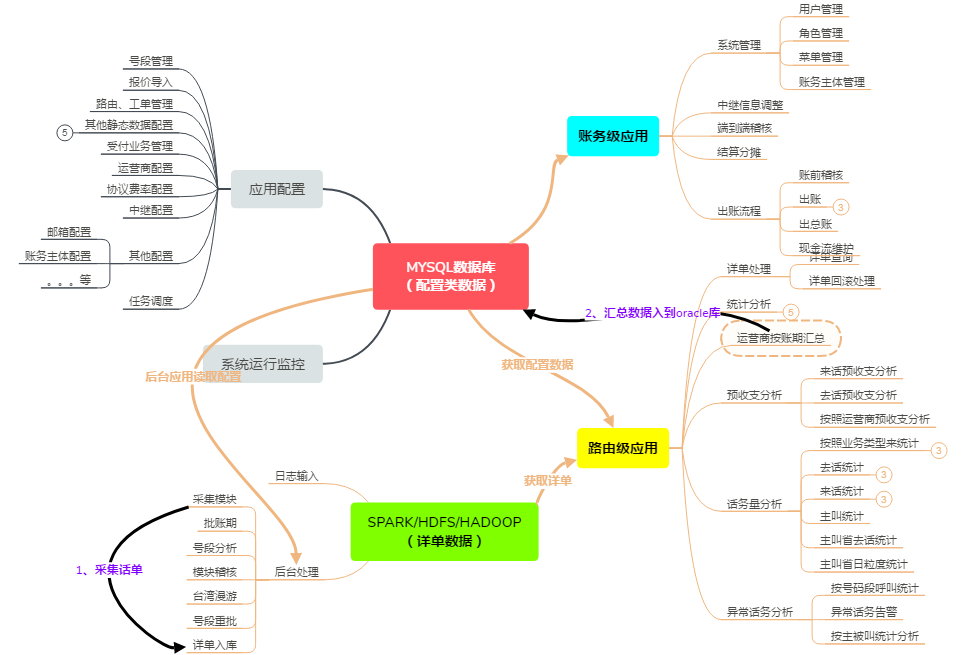 号段管理
报价导入
路由、工单管理
其他静态数据配置
5
受付业务管理
运营商配置
协议费率配置
中继配置
其他配置
邮箱配置
账务主体配置
。。。等
任务调度
应用配置
系统运行监控
MYSQL数据库
（配置类数据）
后台应用读取配置
账务级应用
系统管理
用户管理
角色管理
菜单管理
账务主体管理
中继信息调整
端到端稽核
结算分摊
出账流程
账前稽核
出账
3
出总账
现金流维护
2、汇总数据入到oracle库
获取配置数据
路由级应用
详单处理
详单查询
详单回滚处理
统计分析
5
运营商按账期汇总
预收支分析
来话预收支分析
去话预收支分析
按照运营商预收支分析
话务量分析
按照业务类型来统计
3
去话统计
3
来话统计
3
主叫统计
主叫省去话统计
主叫省日粒度统计
异常话务分析
按号码段呼叫统计
异常话务告警
按主被叫统计分析
获取详单
SPARK/HDFS/HADOOP
（详单数据）
日志输入
后台处理
采集模块
批账期
号段分析
模块稽核
台湾漫游
号段重批
详单入库
1、采集话单